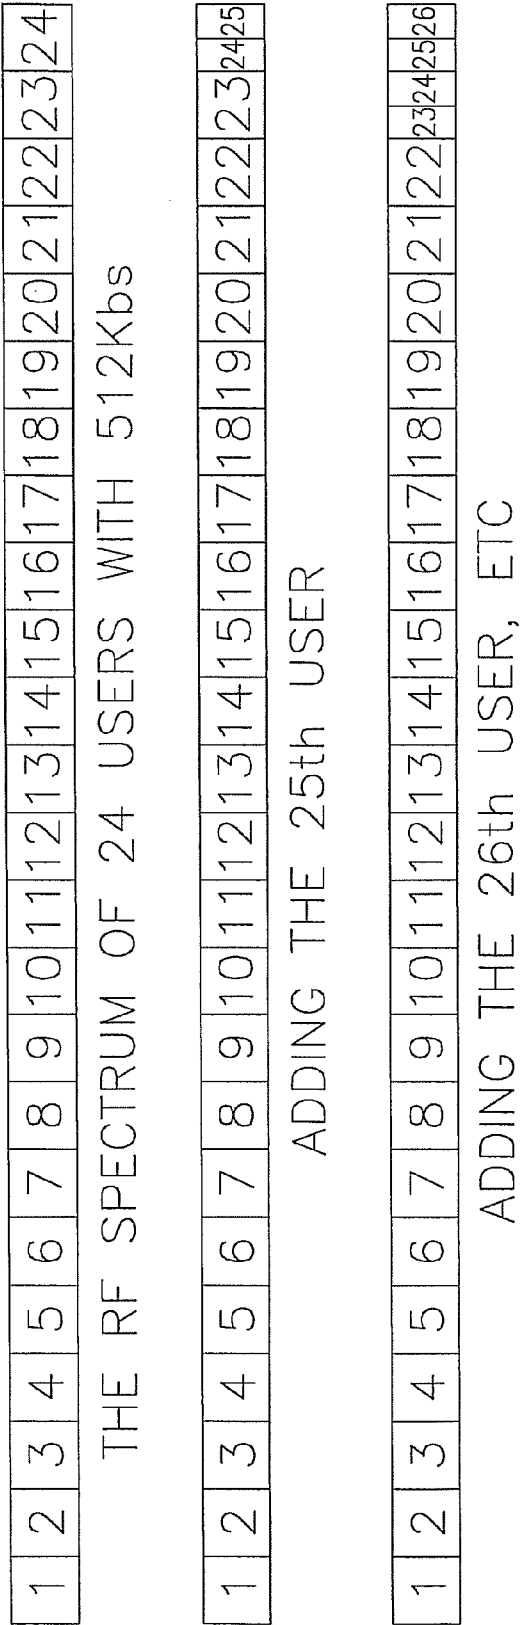 1 2 3 4 5 6 7 8 9 10 11 12 13 14 15 16 17 18 19 20 21 22 23 24
THE RF SPECTRUM OF 24 USERS WITH 512Kbs
1 2 3 4 5 6 7 8 9 10 11 12 13 14 15 16 17 18 19 20 21 22 23 24 25
ADDING THE 25th USER
1 2 3 4 5 6 7 8 9 10 11 12 13 14 15 16 17 18 19 20 21 22 23 24 25 26
ADDING THE 26th USER, ETC